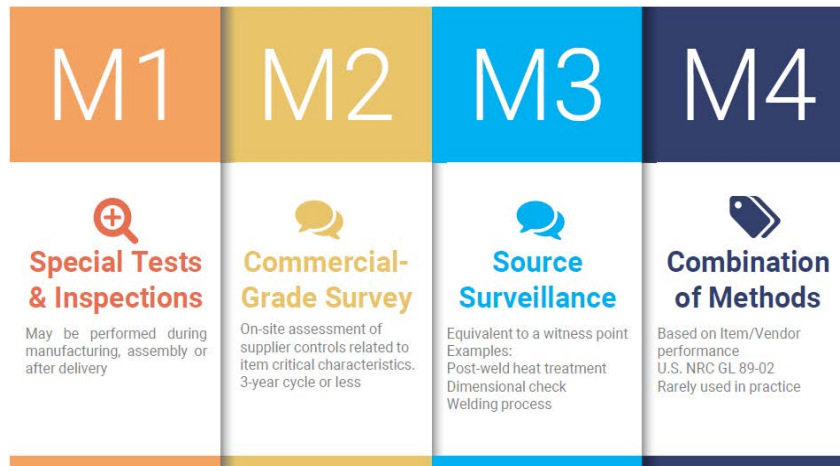 M1
M2
M3
M4
Special Tests
& Inspections
May be performed during
manufacturing, assembly or
after delivery
Commercial-
Grade Survey
On-site assessment of
supplier controls related to
item critical characteristics.
3-year cycle or less
Source
Surveillance
Equivalent to a witness point
Examples:
Post-weld heat treatment
Dimensional check
Welding process
Combination
of Methods
Based on Item/Vendor
performance
U.S. NRC GL 89-02
Rarely used in practice